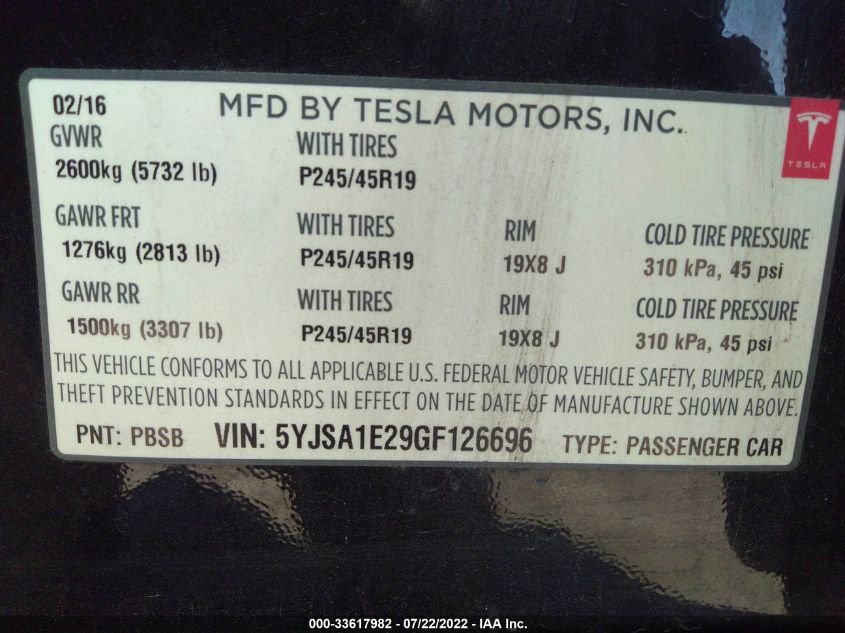 02/16 MFD BY TESLA MOTORS, INC.
TESLA
GVWR WITH TIRES
2600kg (5732 lb) P245/45R19
GAWR FRT WITH TIRES RIM COLD TIRE PRESSURE
1276kg (2813 lb) P245/45R19 19X8 J 310 kPa, 45 psi
GAWR RR WITH TIRES RIM COLD TIRE PRESSURE
1500kg (3307 lb) P245/45R19 19X8 J 310 kPa, 45 psi
THIS VEHICLE CONFORMS TO ALL APPLICABLE U.S. FEDERAL MOTOR VEHICLE SAFETY, BUMPER, AND
THEFT PREVENTION STANDARDS IN EFFECT ON THE DATE OF MANUFACTURE SHOWN ABOVE.
PNT: PBSB VIN: 5YJSA1E29GF126696 TYPE: PASSENGER CAR
000-33617982 - 07/22/2022 - IAA Inc.